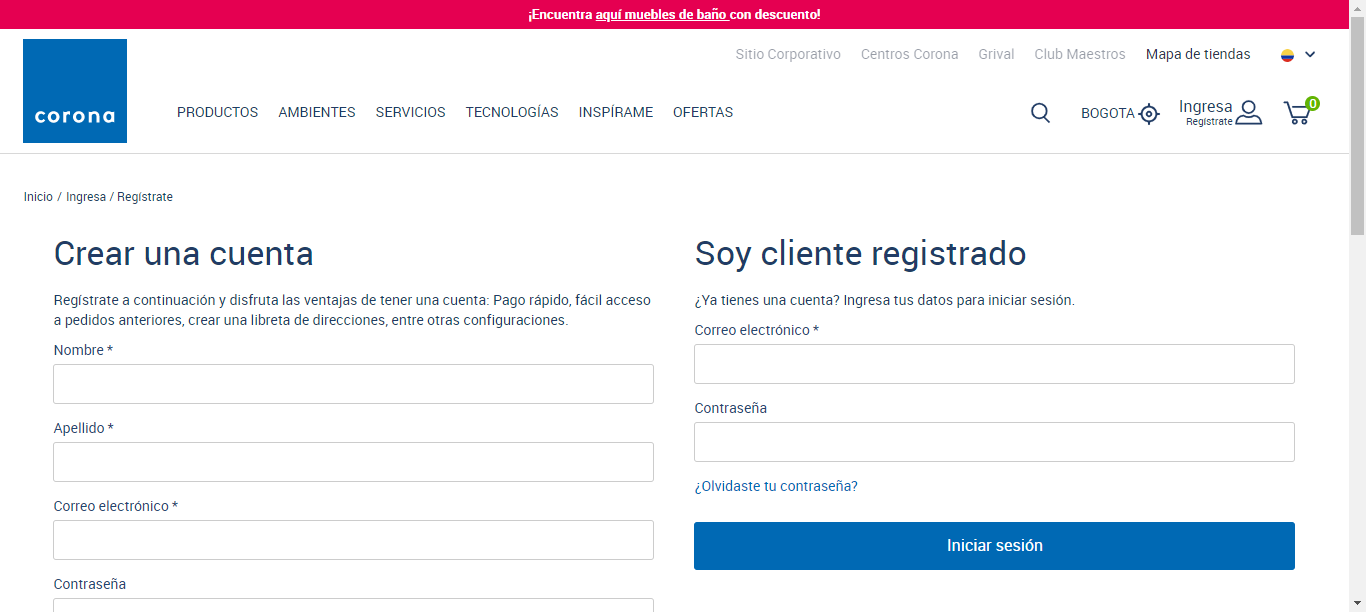 ¡Encuentra aquí muebles de baño con descuento!
Sitio Corporativo Centros Corona Grival Club Maestros Mapa de tiendas
corona
PRODUCTOS AMBIENTES SERVICIOS TECNOLOGÍAS INSPÍRAME OFERTAS
BOGOTA
Ingresa
Regístrate
0
Inicio / Ingresa / Regístrate
Crear una cuenta
Regístrate a continuación y disfruta las ventajas de tener una cuenta: Pago rápido, fácil acceso
a pedidos anteriores, crear una libreta de direcciones, entre otras configuraciones.
Nombre *
Apellido *
Correo electrónico *
Contraseña
Soy cliente registrado
¿Ya tienes una cuenta? Ingresa tus datos para iniciar sesión.
Correo electrónico *
Contraseña
¿Olvidaste tu contraseña?
Iniciar sesión